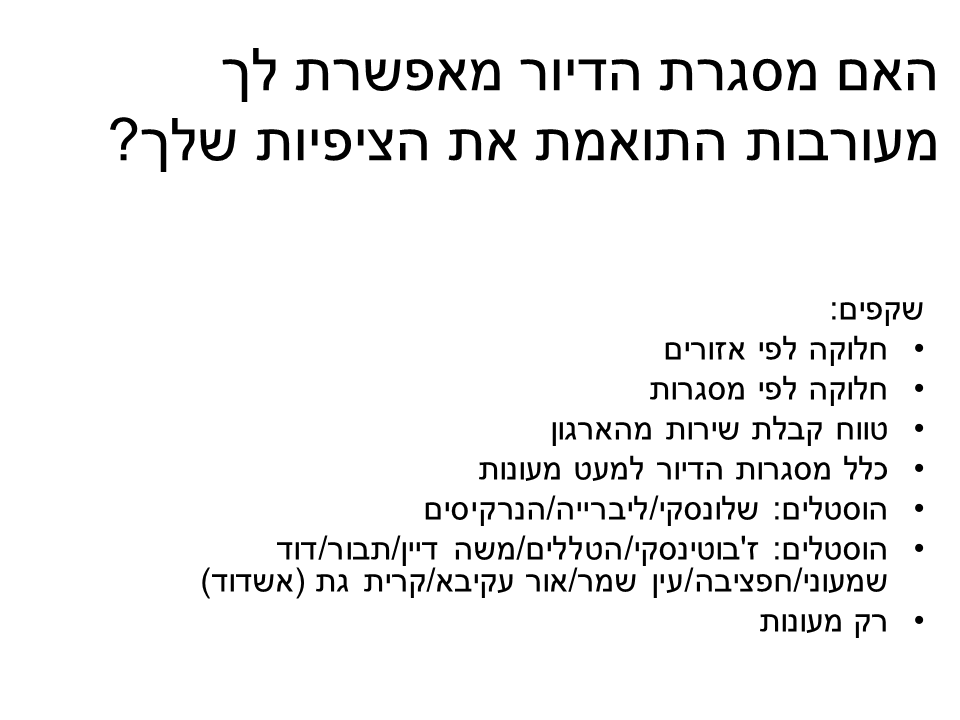 האם מסגרת הדיור מאפשרת לך
מעורבות התואמת את הציפיות שלך?
שקפים:
• חלוקה לפי אזורים
• חלוקה לפי מסגרות
• טווח קבלת שירות מהארגון
• כלל מסגרות הדיור למעט מעונות
• הוסטלים: שלונסקי/ליברייה/הנרקיסים
• הוסטלים: ז'בוטינסקי/הטללים/משה דיין/תבור/דוד
שמעוני/חפציבה/עין שמר/אור עקיבא/קרית גת (אשדוד)
• רק מעונות